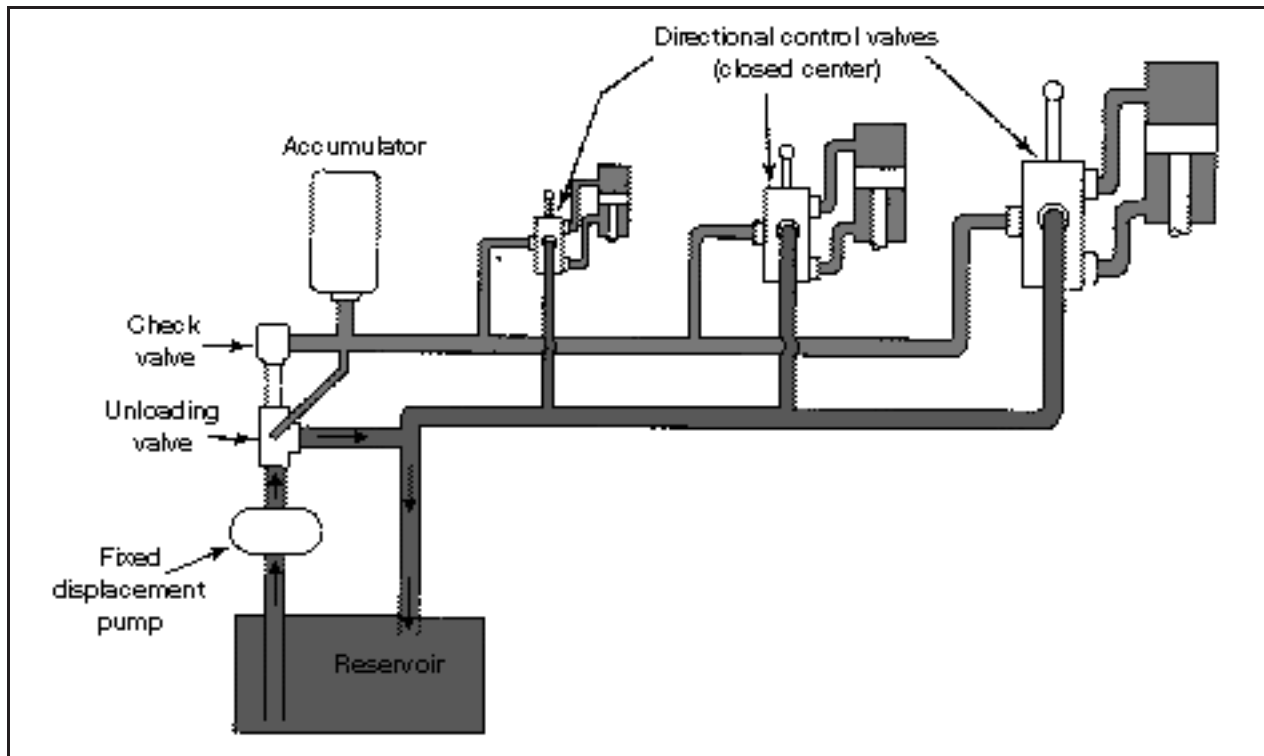 Directional control valves
(closed center)
Accumulator
Check
valve
Unloading
valve
Fixed
displacement
pump
Reservoir